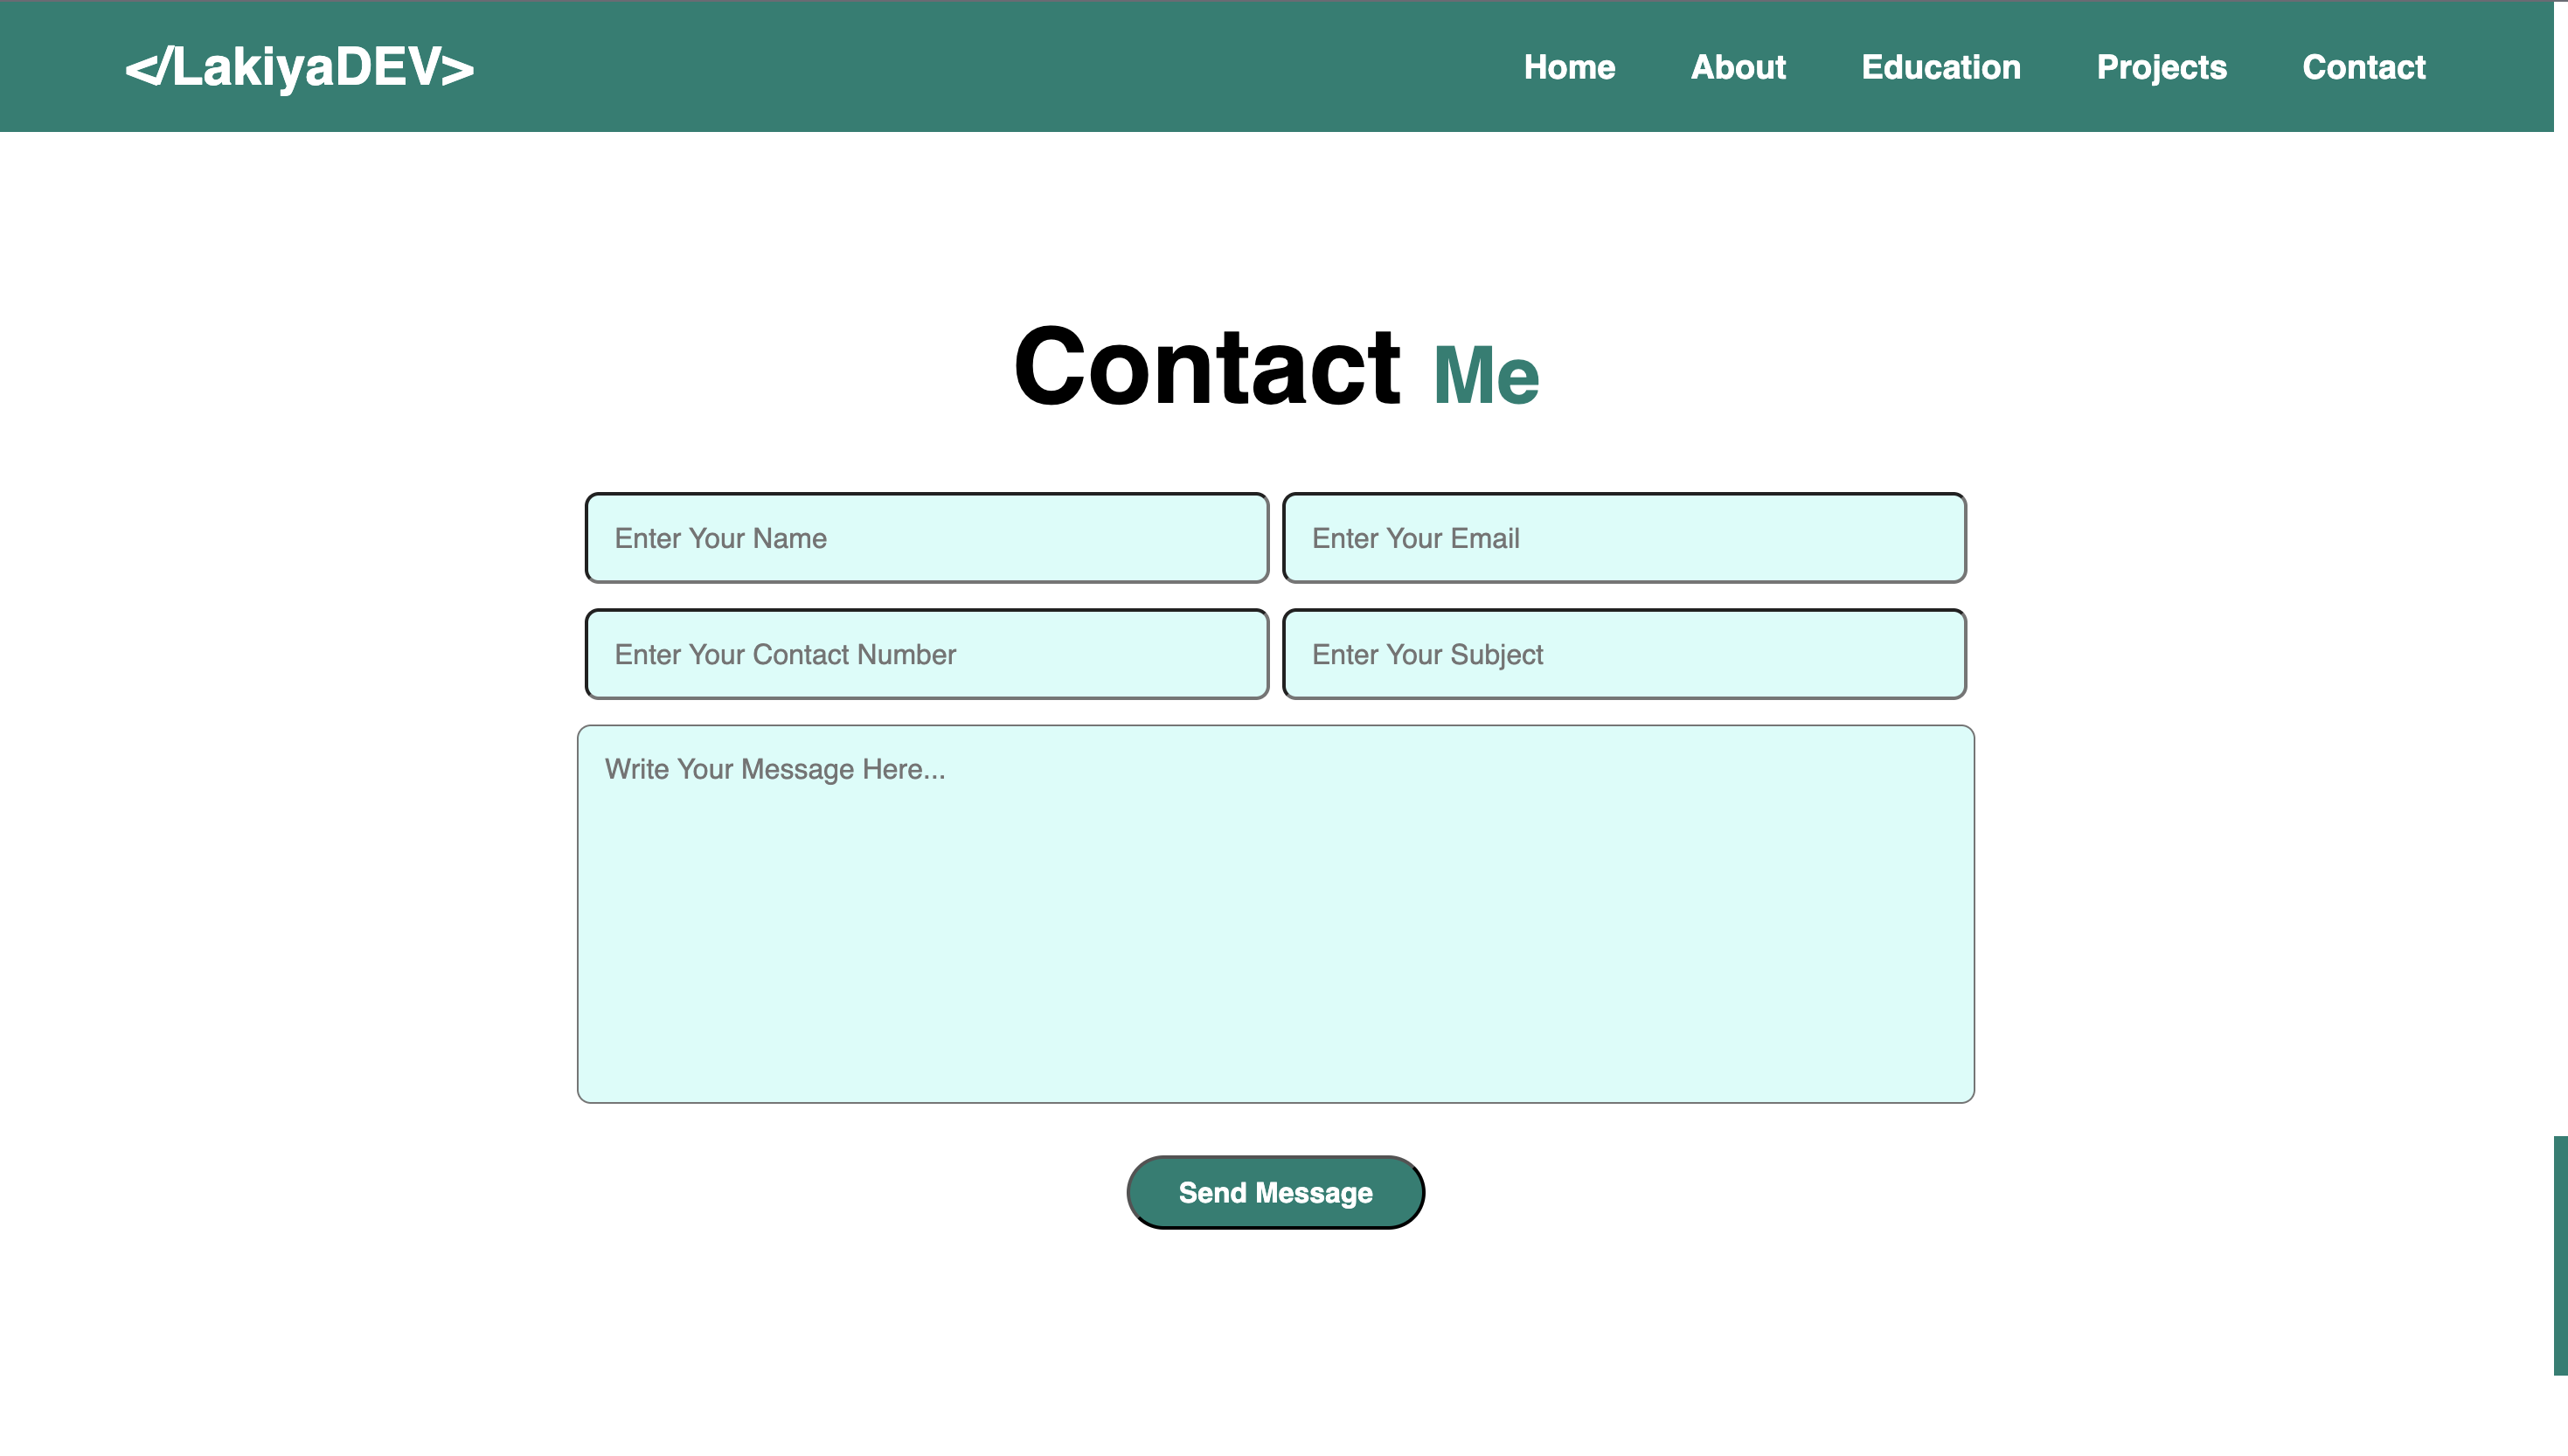 </LakiyaDEV> Home About Education Projects Contact
Contact Me
Enter Your Name Enter Your Email
Enter Your Contact Number Enter Your Subject
Write Your Message Here...
Send Message